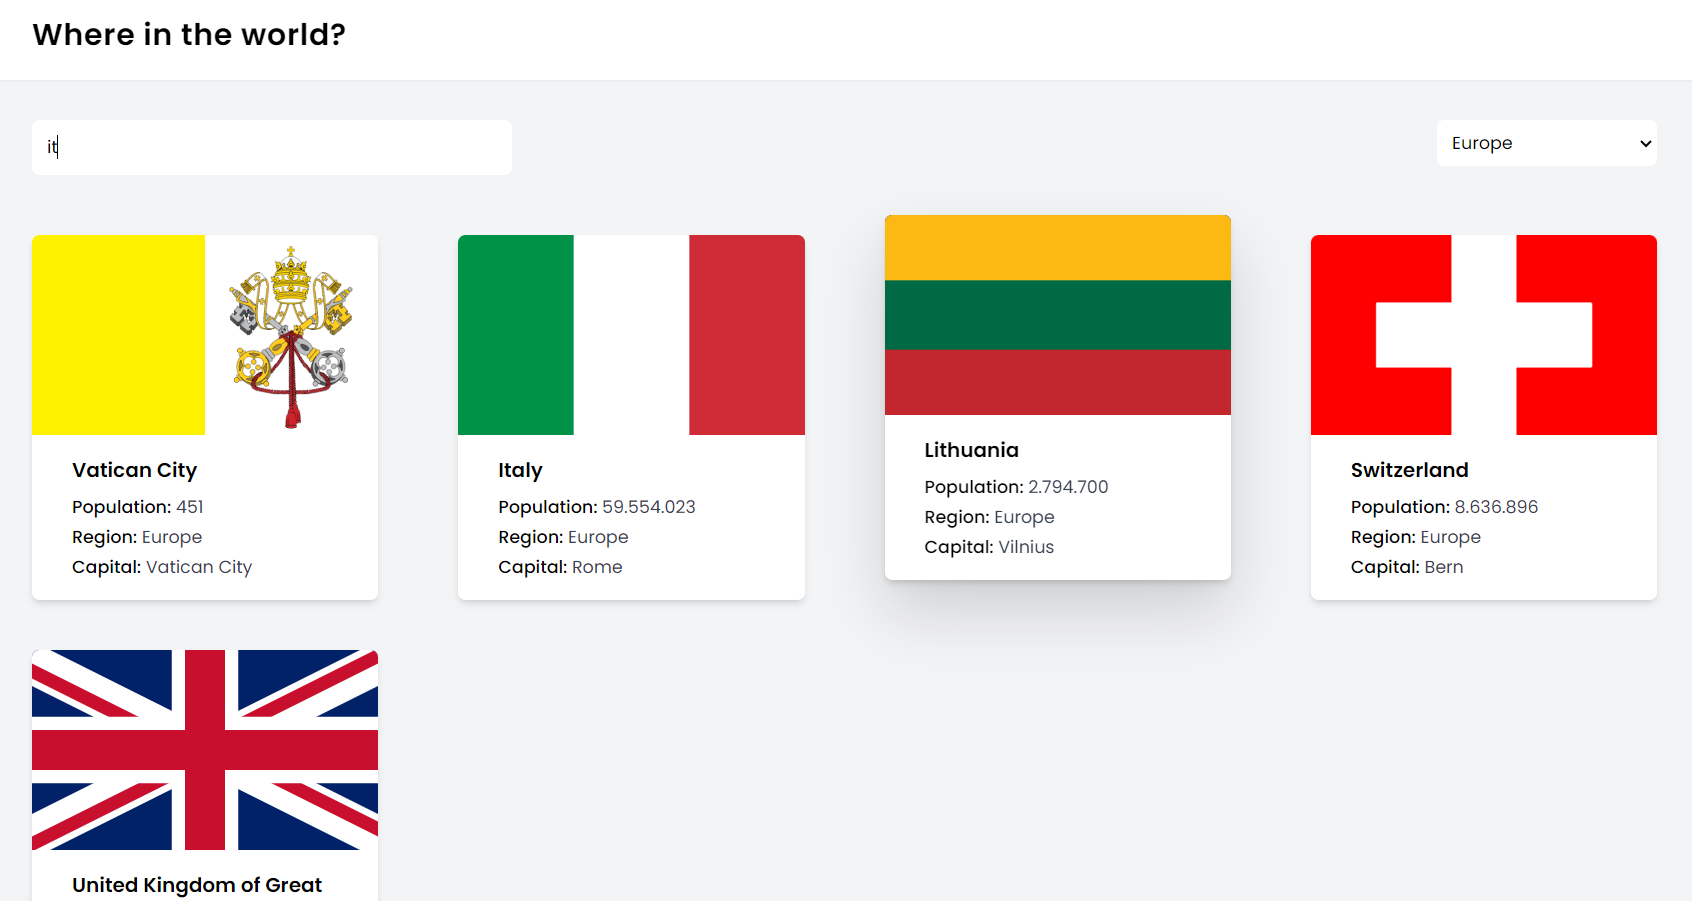 Where in the world?
it
Europe
Vatican City
Population: 451
Region: Europe
Capital: Vatican City
Italy
Population: 59.554.023
Region: Europe
Capital: Rome
Lithuania
Population: 2.794.700
Region: Europe
Capital: Vilnius
Switzerland
Population: 8.636.896
Region: Europe
Capital: Bern
United Kingdom of Great